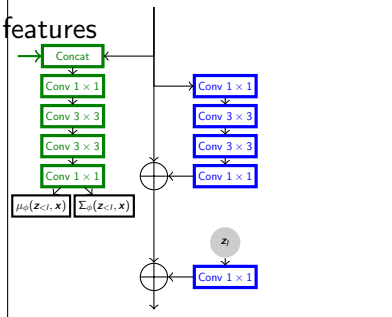 features
Concat
Conv 1 × 1
Conv 3 × 3
Conv 3 × 3
Conv 1 × 1
μϕ(z<l, x)
Σϕ(z<l, x)
Conv 1 × 1
Conv 3 × 3
Conv 3 × 3
Conv 1 × 1
zl
Conv 1 × 1